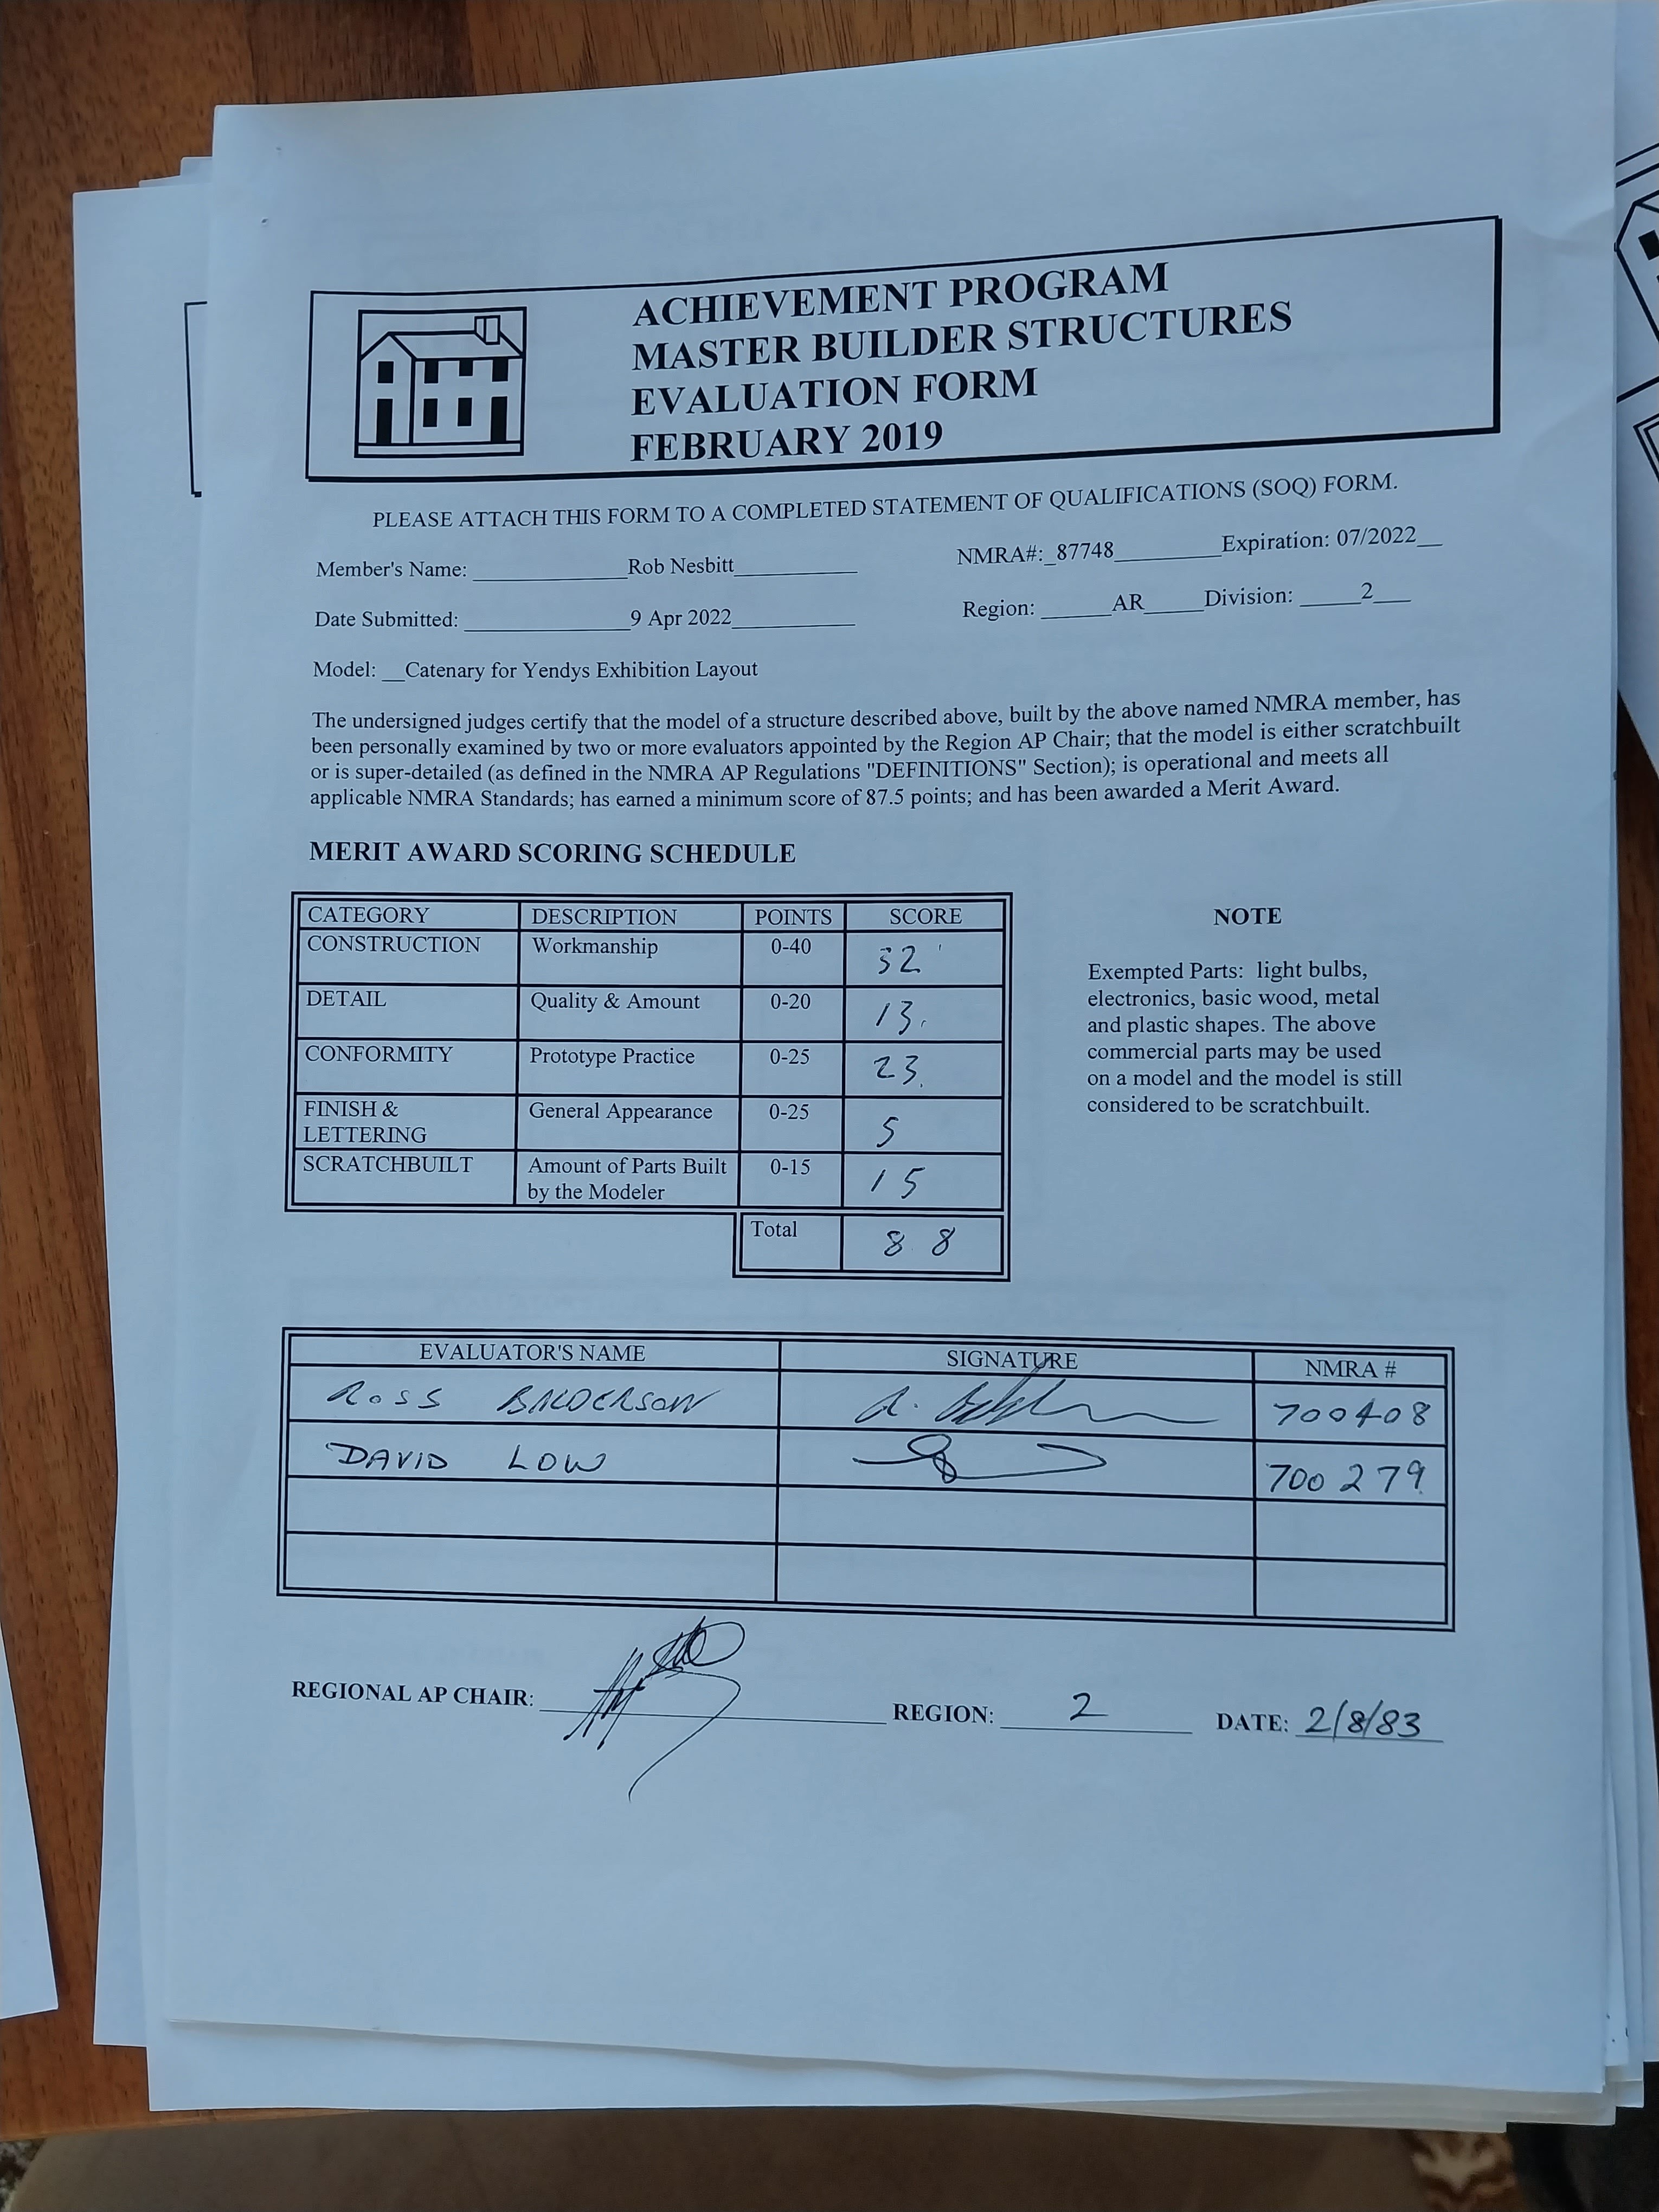 ACHIEVEMENT PROGRAM
MASTER BUILDER STRUCTURES
EVALUATION FORM
FEBRUARY 2019
PLEASE ATTACH THIS FORM TO A COMPLETED STATEMENT OF QUALIFICATIONS (SOQ) FORM.
Member's Name: Rob Nesbitt NMRA#: 87748 Expiration: 07/2022
Date Submitted: 9 Apr 2022 Region: AR Division: 2
Model: Catenary for Yendys Exhibition Layout
The undersigned judges certify that the model of a structure described above, built by the above named NMRA member, has
been personally examined by two or more evaluators appointed by the Region AP Chair; that the model is either scratchbuilt
or is super-detailed (as defined in the NMRA AP Regulations "DEFINITIONS" Section); is operational and meets all
applicable NMRA Standards; has earned a minimum score of 87.5 points; and has been awarded a Merit Award.
MERIT AWARD SCORING SCHEDULE
CATEGORY DESCRIPTION POINTS SCORE
CONSTRUCTION Workmanship 0-40 32
DETAIL Quality & Amount 0-20 13
CONFORMITY Prototype Practice 0-25 23
FINISH & LETTERING General Appearance 0-25 5
SCRATCHBUILT Amount of Parts Built by the Modeler 0-15 15
Total 88
NOTE
Exempted Parts: light bulbs,
electronics, basic wood, metal
and plastic shapes. The above
commercial parts may be used
on a model and the model is still
considered to be scratchbuilt.
EVALUATOR'S NAME SIGNATURE NMRA #
ROSS BALDERSON 700408
DAVID LOW 700279
REGIONAL AP CHAIR: REGION: 2 DATE: 2/8/83